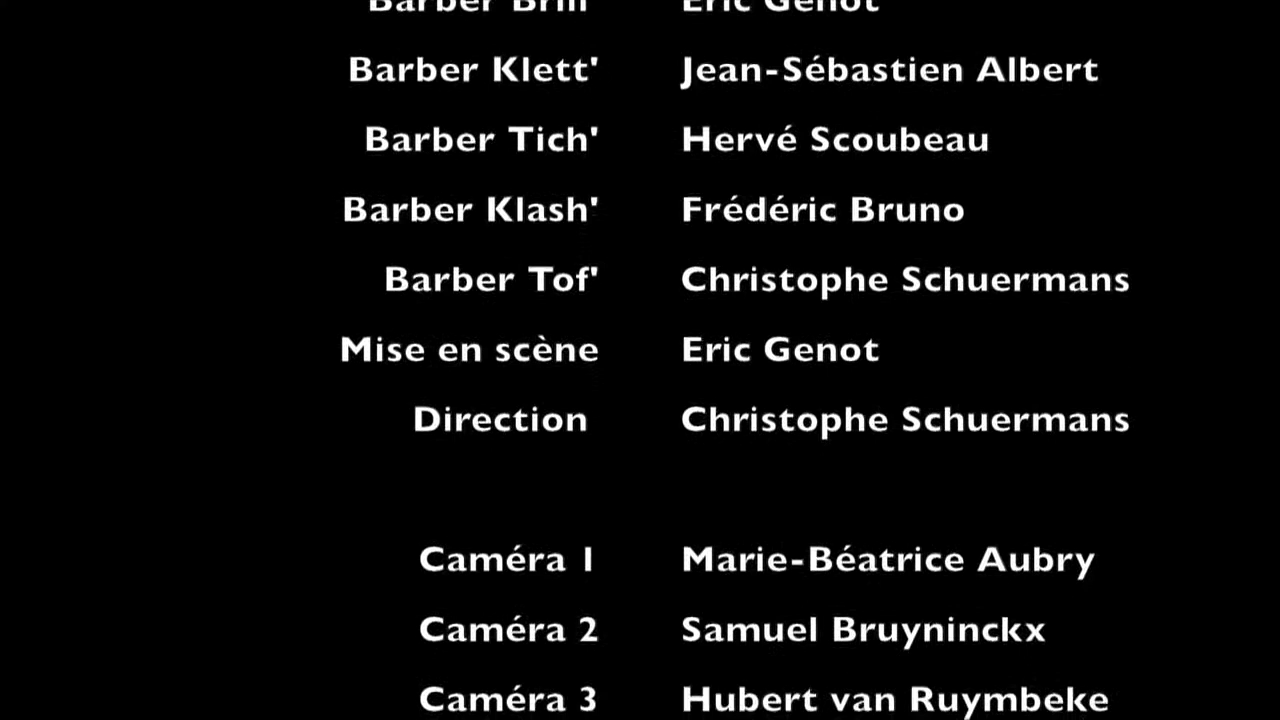 Barber Brill' Eric Genot
Barber Klett' Jean-Sébastien Albert
Barber Tich' Hervé Scoubeau
Barber Klash' Frédéric Bruno
Barber Tof' Christophe Schuermans
Mise en scène Eric Genot
Direction Christophe Schuermans
Caméra 1 Marie-Béatrice Aubry
Caméra 2 Samuel Bruyninckx
Caméra 3 Hubert van Ruymbeke